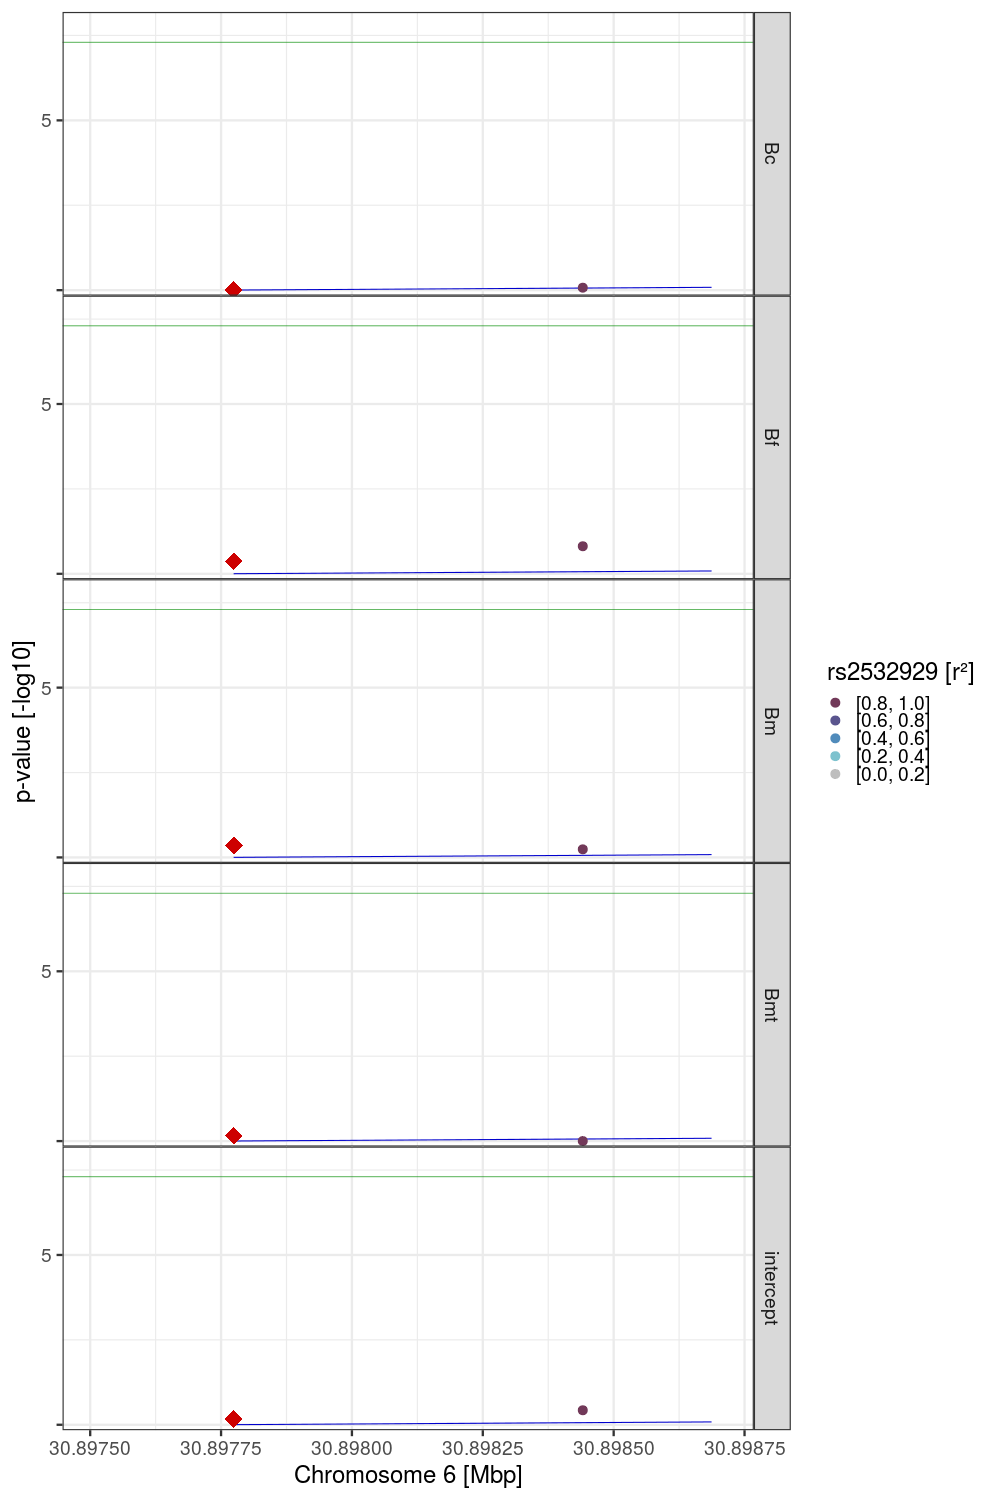 5
Bc
5
Bf
5
Bm
5
Bmt
5
intercept
p-value [-log10]
30.89750 30.89775 30.89800 30.89825 30.89850 30.89875
Chromosome 6 [Mbp]
rs2532929 [r²]
[0.8, 1.0]
[0.6, 0.8]
[0.4, 0.6]
[0.2, 0.4]
[0.0, 0.2]